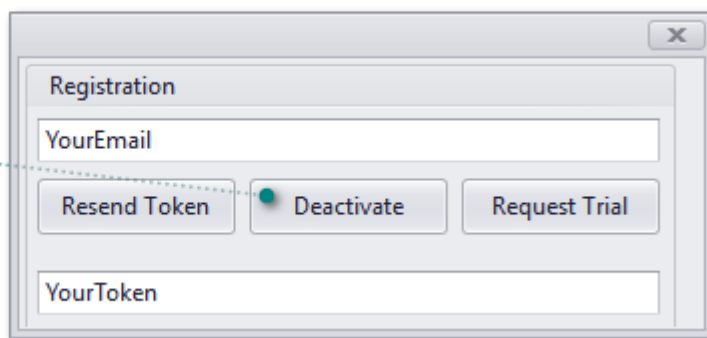 Registration
YourEmail
Resend Token Deactivate Request Trial
YourToken